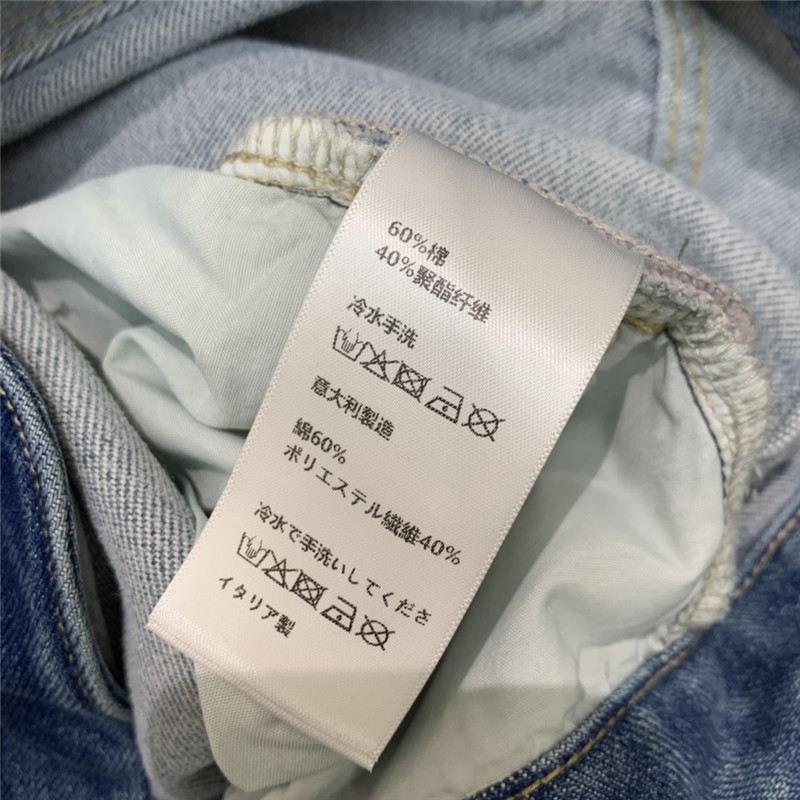 60%棉
40%聚酯纤维
冷水手洗
意大利製造
綿60%
ポリエステル繊維40%
冷水で手洗いしてくださ
イタリア製